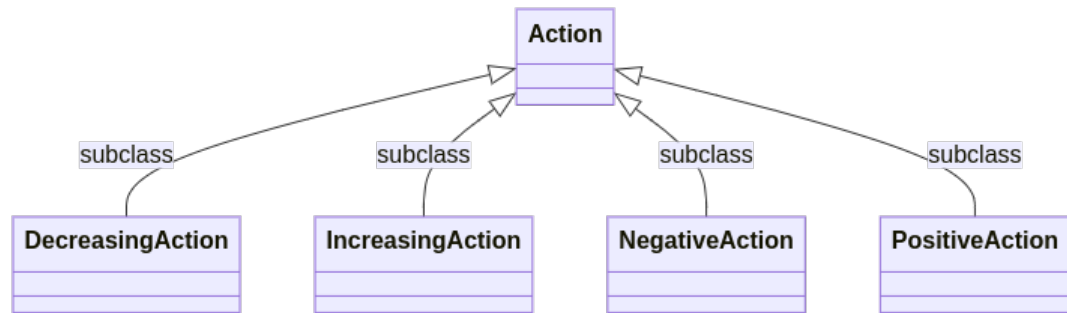 Action
subclass
subclass
subclass
subclass
DecreasingAction
IncreasingAction
NegativeAction
PositiveAction